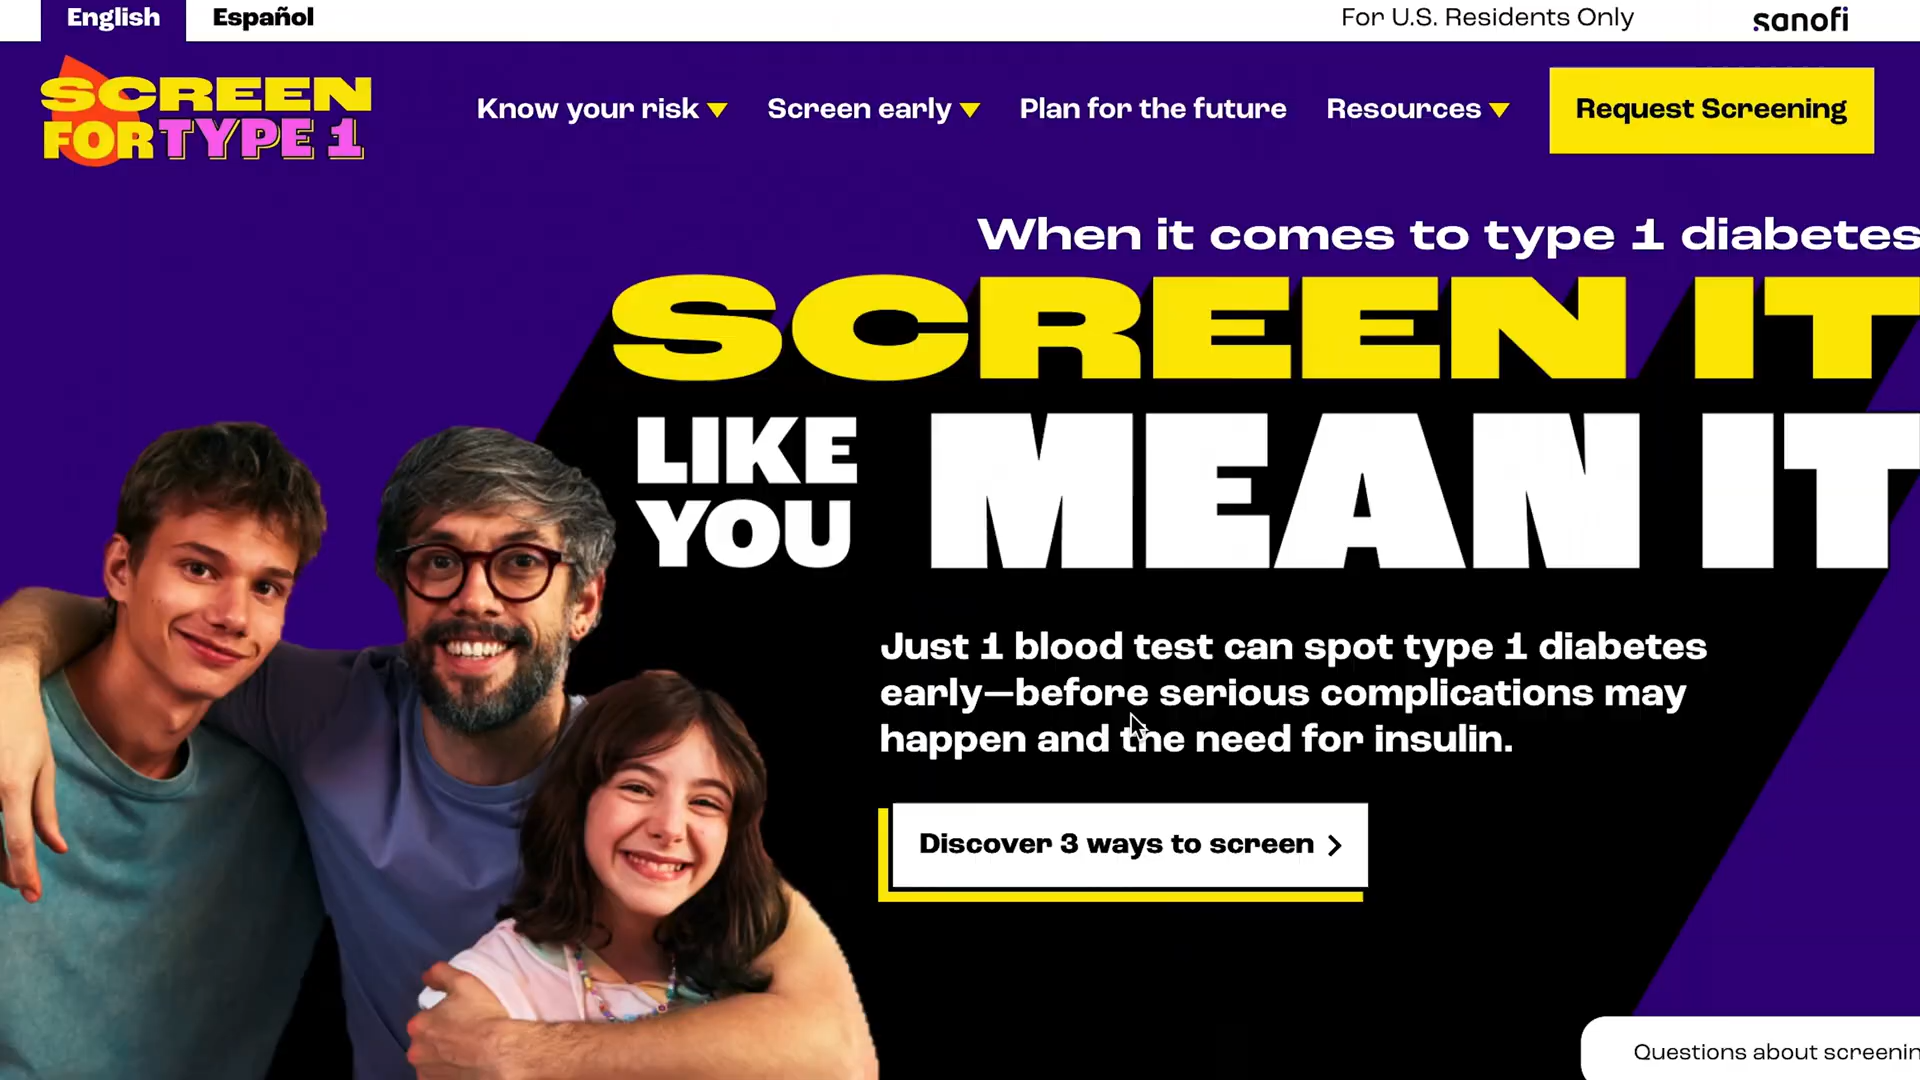 English Español For U.S. Residents Only sanofi
SCREEN
FOR TYPE 1
Know your risk Screen early Plan for the future Resources Request Screening
When it comes to type 1 diabetes
SCREEN IT
LIKE
YOU
MEAN IT
Just 1 blood test can spot type 1 diabetes
early—before serious complications may
happen and the need for insulin.
Discover 3 ways to screen
Questions about